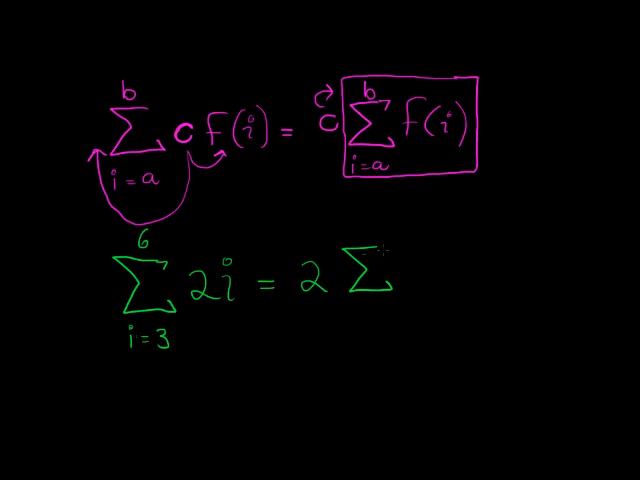 b
∑ c f(i) = c ∑ f(i)
i = a
b
i = a
6
∑ 2i = 2 ∑
i = 3